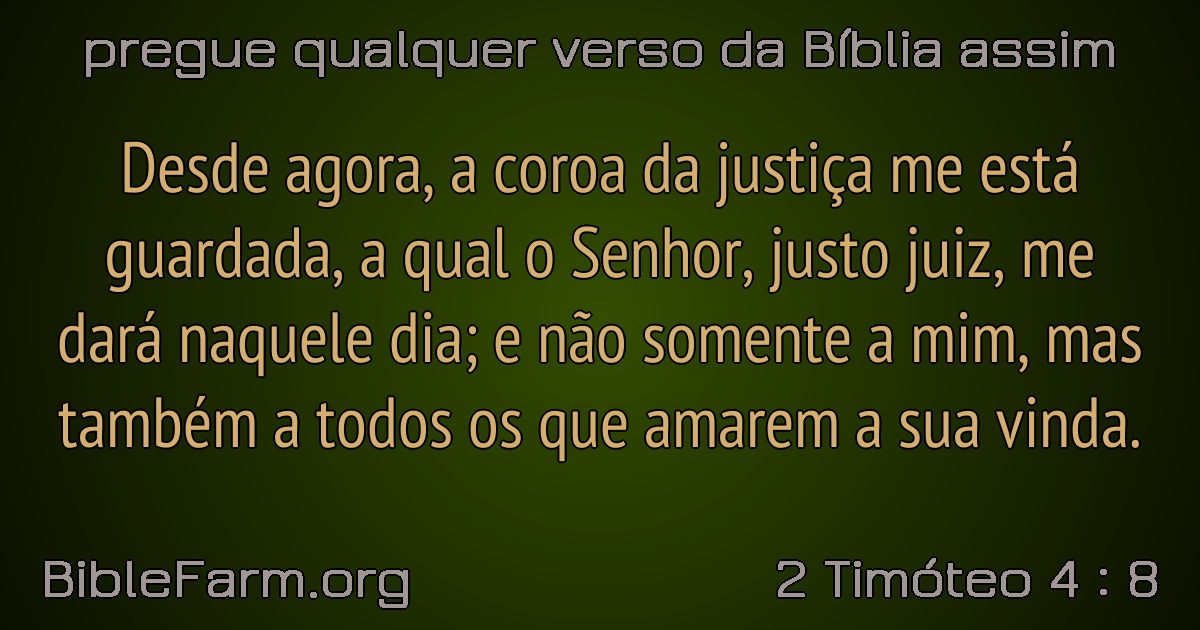 pregue qualquer verso da Bíblia assim
Desde agora, a coroa da justiça me está
guardada, a qual o Senhor, justo juiz, me
dará naquele dia; e não somente a mim, mas
também a todos os que amarem a sua vinda.
BibleFarm.org
2 Timóteo 4 : 8